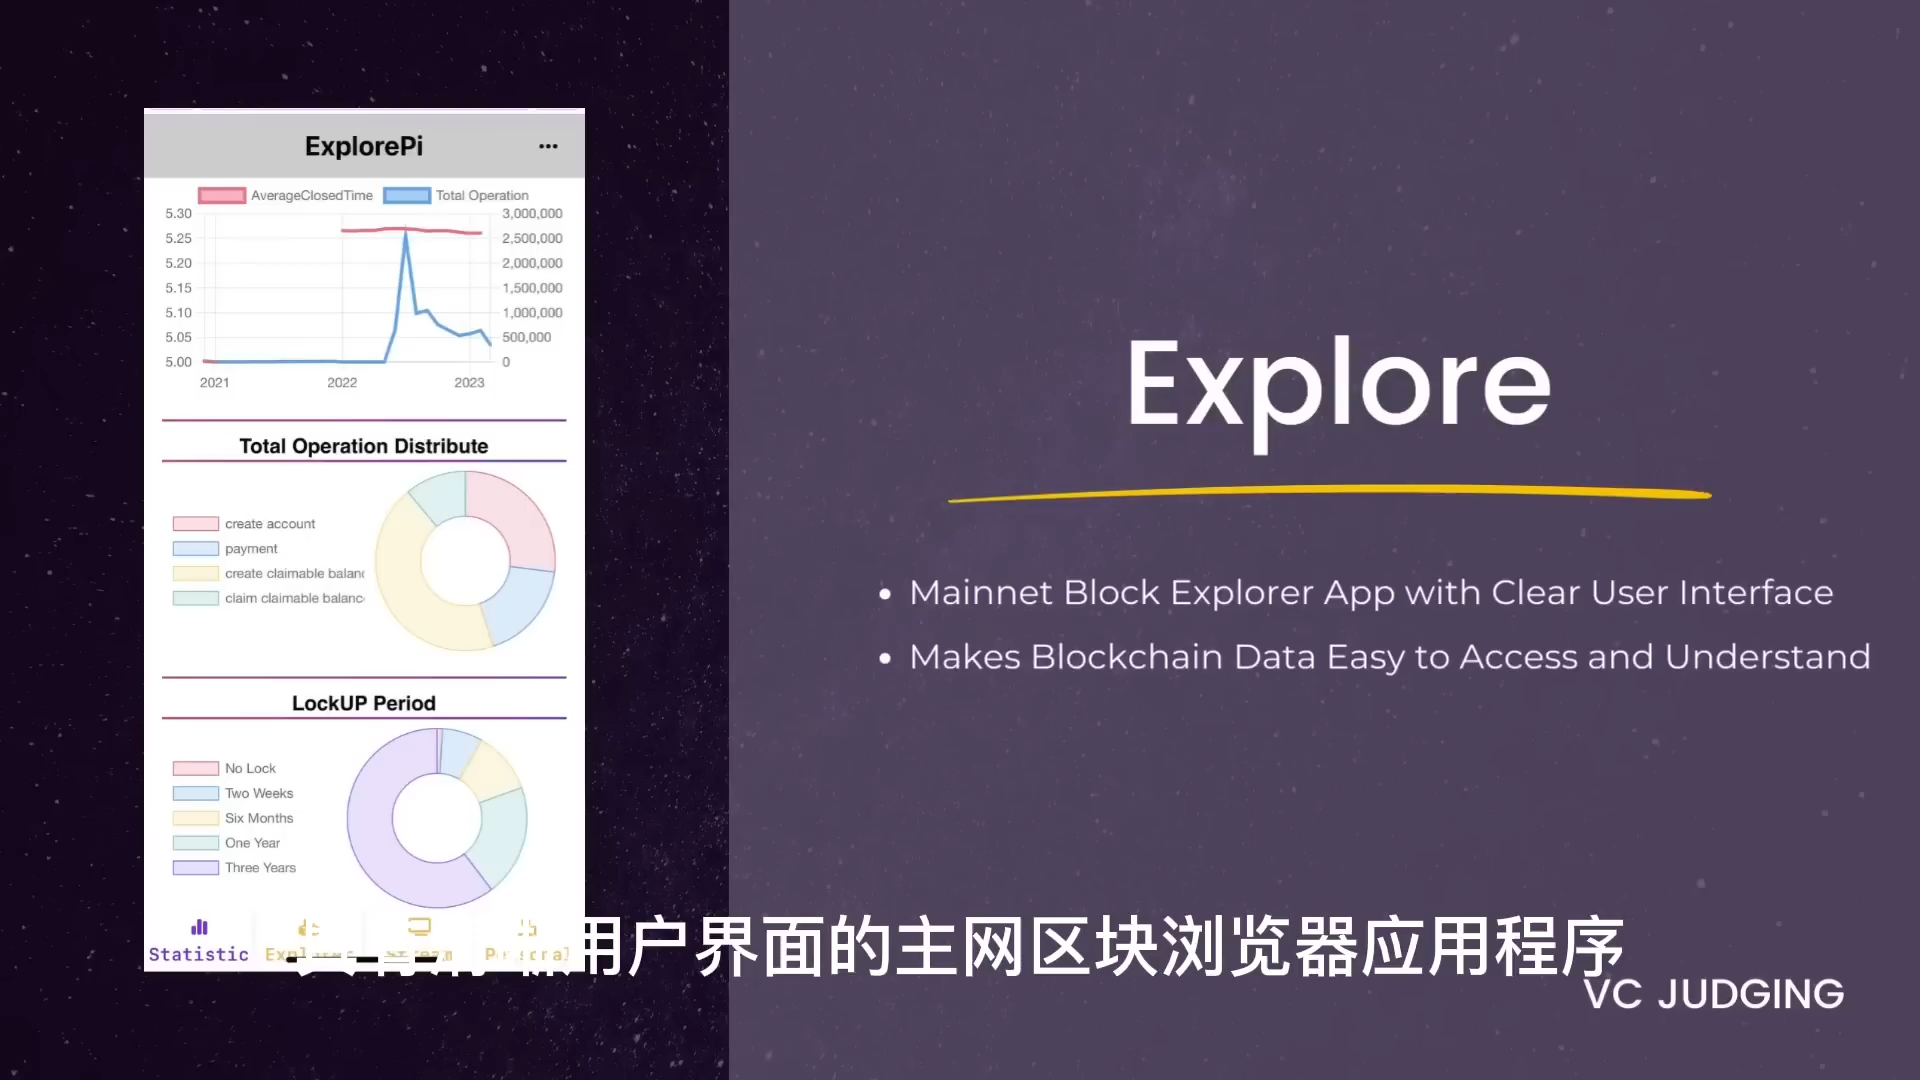 ExplorePi
AverageClosedTime Total Operation
5.30 3,000,000
5.25 2,500,000
5.20 2,000,000
5.15 1,500,000
5.10 1,000,000
5.05 500,000
5.00 0
2021 2022 2023
Total Operation Distribute
create account
payment
create claimable balanc
claim claimable balanc
LockUP Period
No Lock
Two Weeks
Six Months
One Year
Three Years
Statistic
Explore
Mainnet Block Explorer App with Clear User Interface
Makes Blockchain Data Easy to Access and Understand
用户界面的主网区块浏览器应用程序
VC JUDGING